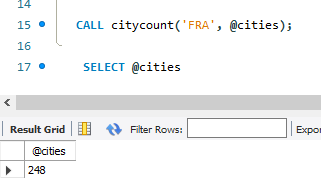 14
15 CALL citycount('FRA', @cities);
16
17 SELECT @cities
Result Grid Filter Rows: Expor
@cities
248